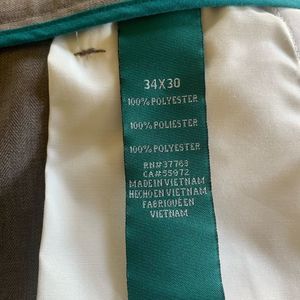 34X30
100% POLYESTER
100% POLIESTER
100% POLYESTER
RN#37763
CA#55972
MADE IN VIETNAM
HECHO EN VIETNAM
FABRIQUE EN
VIETNAM